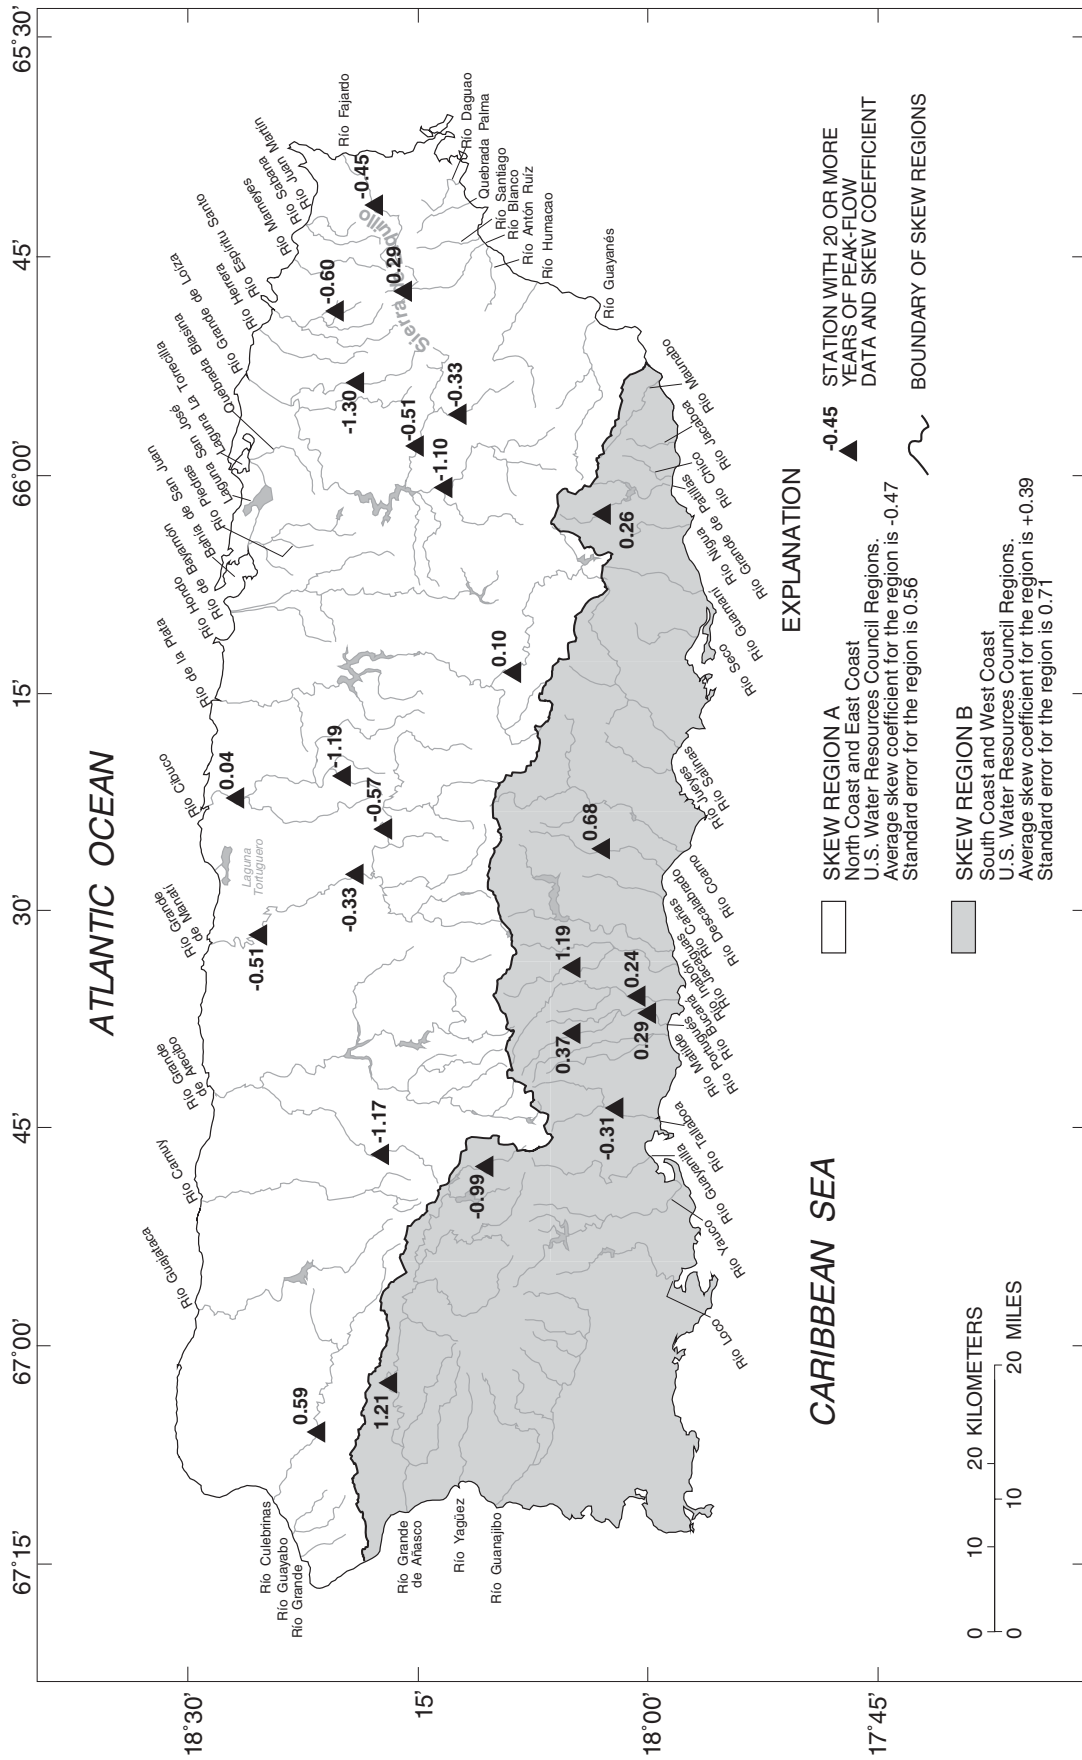 67°15'
67°00'
45'
30'
15'
66°00'
45'
65°30'
18°30'
15'
18°00'
17°45'
ATLANTIC OCEAN
CARIBBEAN SEA
Río Culebrinas
Río Guayabo
Río Grande
Río Grande
de Añasco
Río Yagüez
Río Guanajibo
Río Guajataca
Río Camuy
Río Grande
de Arecibo
Río Grande
de Manatí
Laguna
Tortuguero
Río Cibuco
Río de la Plata
Río Hondo
Río de Bayamón
Bahía de San Juan
Río Piedras
Laguna San José
Laguna La Torrecilla
Quebrada Blasina
Río Grande de Loíza
Río Herrera
Río Espíritu Santo
Río Mameyes
Río Sabana
Río Juan Martín
Río Fajardo
Río Daguao
Quebrada Palma
Río Santiago
Río Blanco
Río Antón Ruíz
Río Humacao
Río Guayanés
Río Maunabo
Río Jacaboa
Río Chico
Río Grande de Patillas
Río Nigua
Río Guamaní
Río Seco
Río Salinas
Río Jueyes
Río Coamo
Río Descalabrado
Río Cañas
Río Jacaguas
Río Inabón
Río Bucaná
Río Portugués
Río Matilde
Río Tallaboa
Río Guayanilla
Río Yauco
Río Loco
Sierra
0.59
1.21
-1.17
-0.99
-0.31
0.37
0.29
0.24
1.19
0.68
-0.51
-0.33
-0.57
-1.19
0.04
0.10
0.26
-1.10
-0.51
-0.33
-1.30
-0.60
0.29
-0.45
0 10 20 KILOMETERS
0 10 20 MILES
EXPLANATION
SKEW REGION A
North Coast and East Coast
U.S. Water Resources Council Regions.
Average skew coefficient for the region is -0.47
Standard error for the region is 0.56
SKEW REGION B
South Coast and West Coast
U.S. Water Resources Council Regions.
Average skew coefficient for the region is +0.39
Standard error for the region is 0.71
-0.45
STATION WITH 20 OR MORE
YEARS OF PEAK-FLOW
DATA AND SKEW COEFFICIENT
BOUNDARY OF SKEW REGIONS